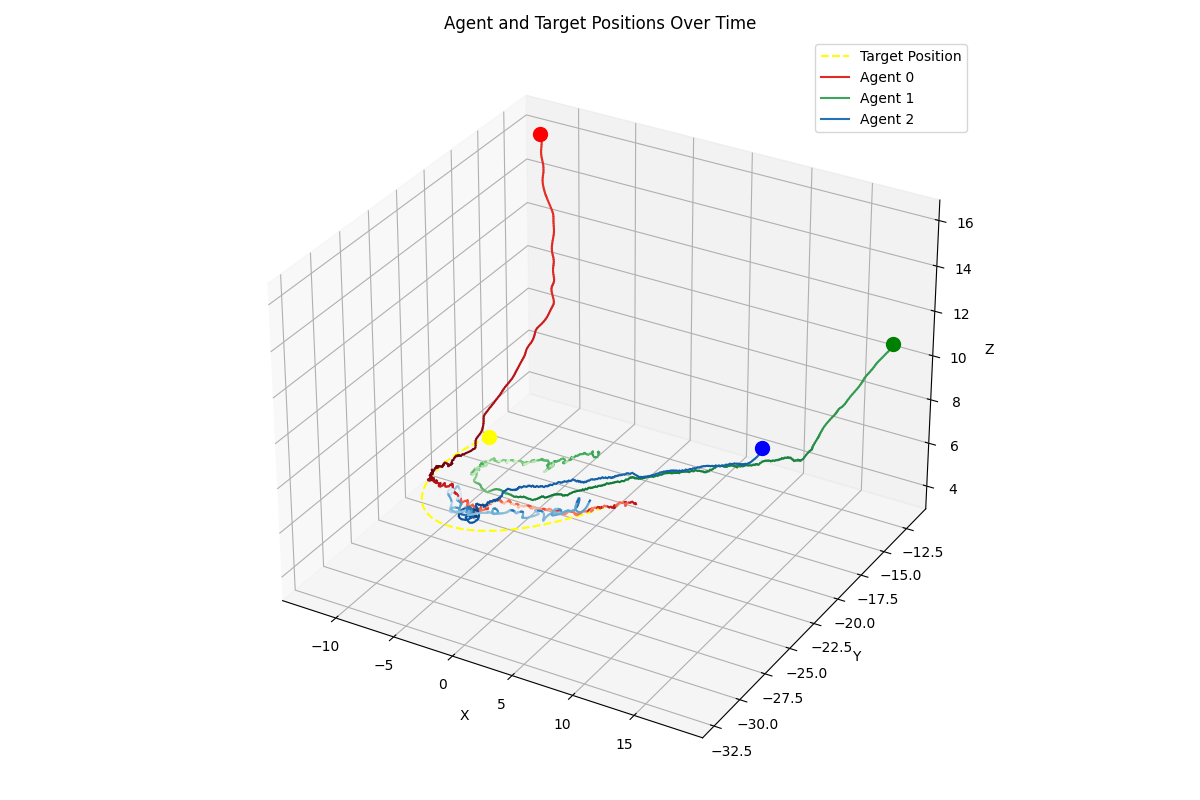 Agent and Target Positions Over Time
Target Position
Agent 0
Agent 1
Agent 2
16
14
12
Z
10
8
6
4
−12.5
−15.0
−17.5
−20.0
−22.5
Y
−25.0
−27.5
−30.0
−32.5
−10
−5
0
5
10
15
X